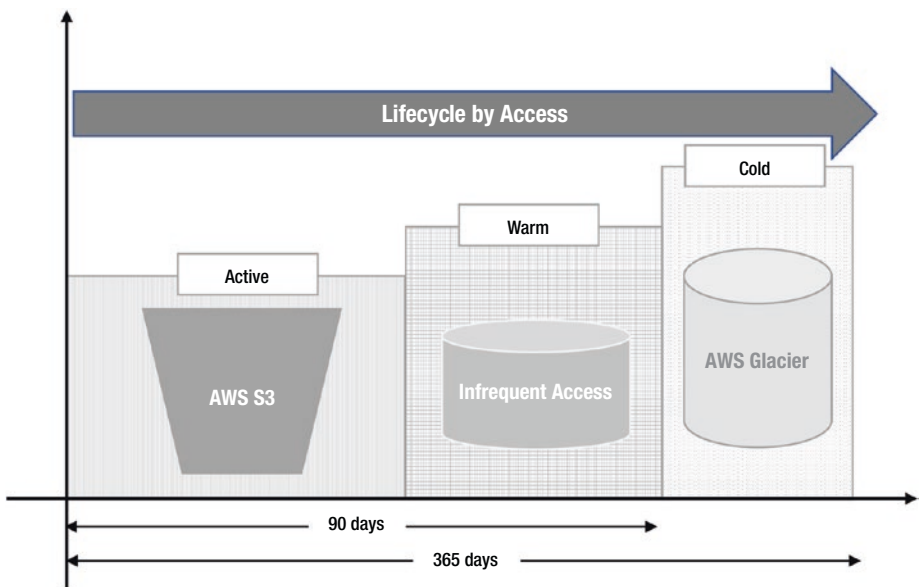 Lifecycle by Access
Cold
Warm
Active
AWS S3
Infrequent Access
AWS Glacier
90 days
365 days